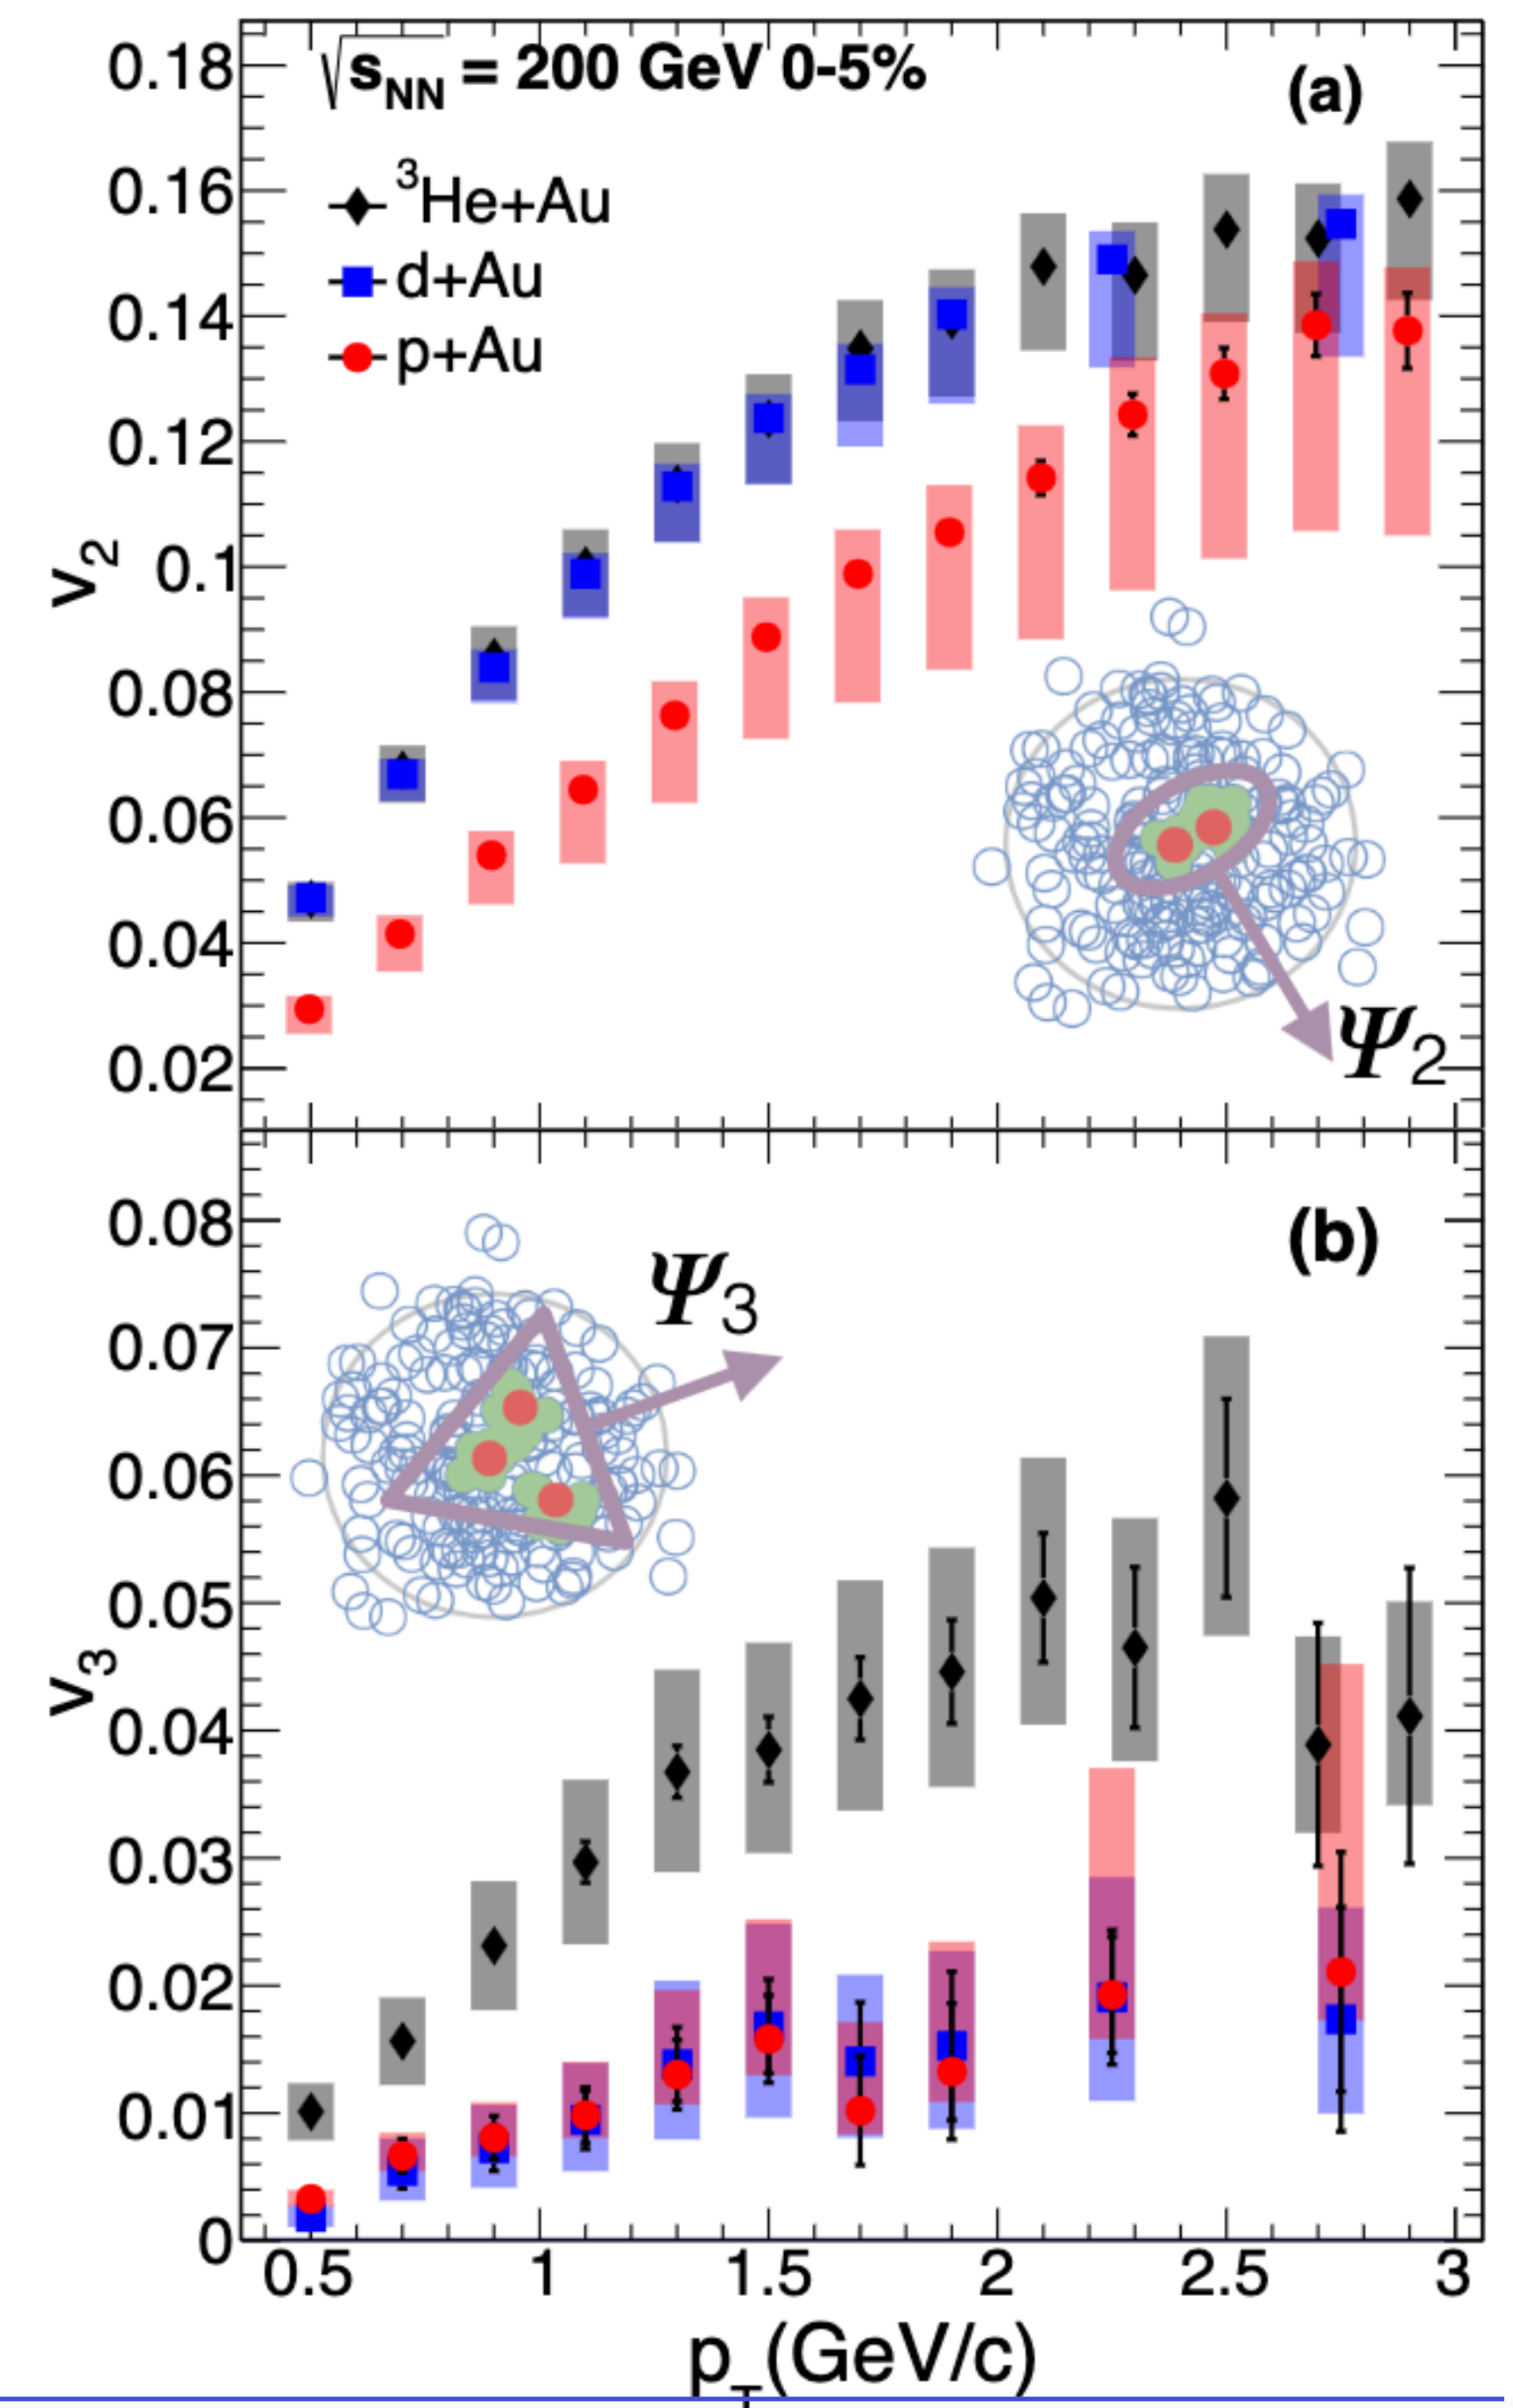 √sNN = 200 GeV 0-5%
(a)
3He+Au
d+Au
p+Au
v2
0.18
0.16
0.14
0.12
0.1
0.08
0.06
0.04
0.02
Ψ2
(b)
Ψ3
v3
0.08
0.07
0.06
0.05
0.04
0.03
0.02
0.01
0
0.5 1 1.5 2 2.5 3
pT(GeV/c)